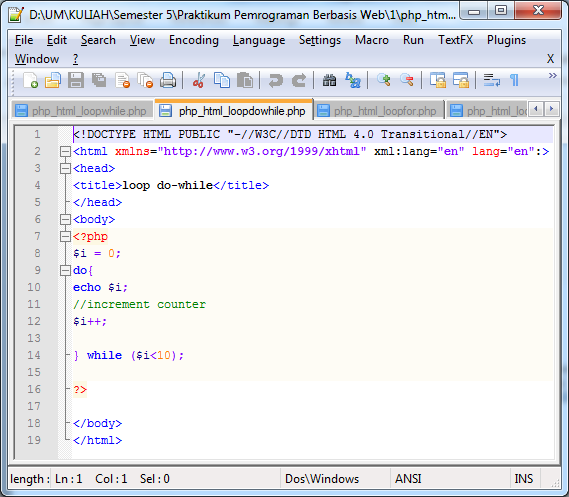 D:\UM\KULIAH\Semester 5\Praktikum Pemrograman Berbasis Web\1\php_htm...
File Edit Search View Encoding Language Settings Macro Run TextFX Plugins
Window ? X
php_html_loopwhile.php php_html_loopdowhile.php php_html_loopfor.php php_html_loo
1 <!DOCTYPE HTML PUBLIC "-//W3C//DTD HTML 4.0 Transitional//EN">
2 <html xmlns="http://www.w3.org/1999/xhtml" xml:lang="en" lang="en":>
3 <head>
4 <title>loop do-while</title>
5 </head>
6 <body>
7 <?php
8 $i = 0;
9 do{
10 echo $i;
11 //increment counter
12 $i++;
13
14 } while ($i<10);
15
16 ?>
17
18 </body>
19 </html>
length : Ln : 1 Col : 1 Sel : 0 Dos\Windows ANSI INS